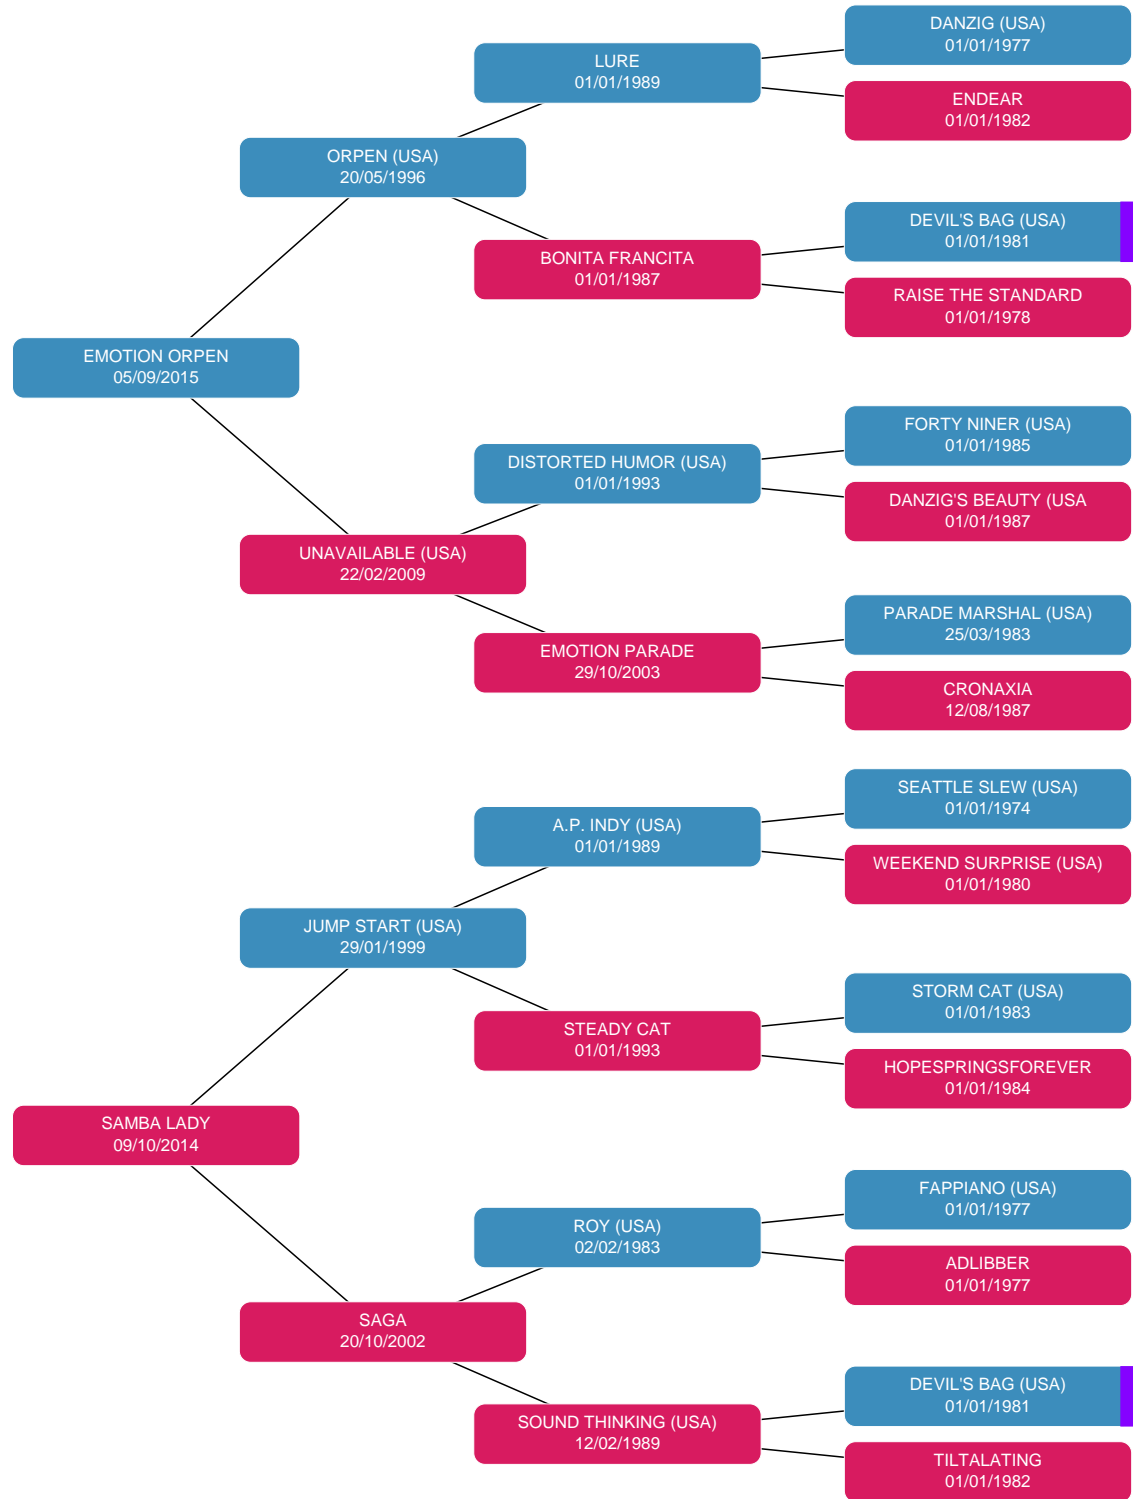 DANZIG (USA)
01/01/1977
LURE
01/01/1989
ENDEAR
01/01/1982
ORPEN (USA)
20/05/1996
DEVIL'S BAG (USA)
01/01/1981
BONITA FRANCITA
01/01/1987
RAISE THE STANDARD
01/01/1978
EMOTION ORPEN
05/09/2015
FORTY NINER (USA)
01/01/1985
DISTORTED HUMOR (USA)
01/01/1993
DANZIG'S BEAUTY (USA
01/01/1987
UNAVAILABLE (USA)
22/02/2009
PARADE MARSHAL (USA)
25/03/1983
EMOTION PARADE
29/10/2003
CRONAXIA
12/08/1987
SEATTLE SLEW (USA)
01/01/1974
A.P. INDY (USA)
01/01/1989
WEEKEND SURPRISE (USA)
01/01/1980
JUMP START (USA)
29/01/1999
STORM CAT (USA)
01/01/1983
STEADY CAT
01/01/1993
HOPESPRINGSFOREVER
01/01/1984
SAMBA LADY
09/10/2014
FAPPIANO (USA)
01/01/1977
ROY (USA)
02/02/1983
ADLIBBER
01/01/1977
SAGA
20/10/2002
DEVIL'S BAG (USA)
01/01/1981
SOUND THINKING (USA)
12/02/1989
TILTALATING
01/01/1982